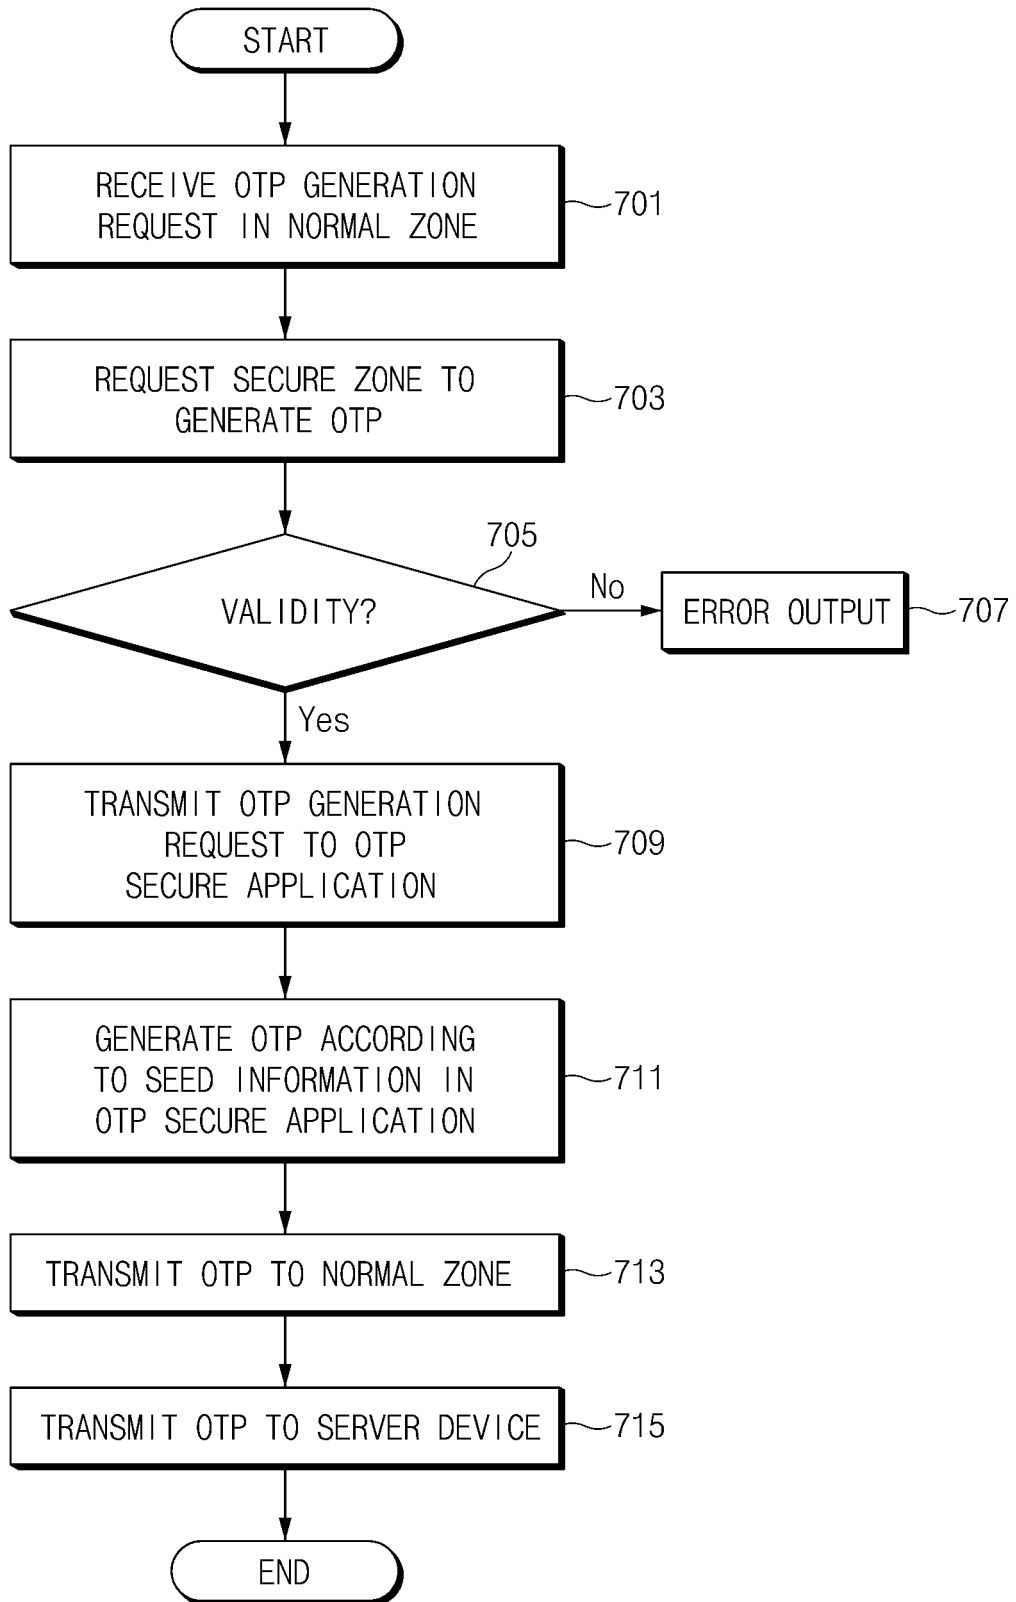 START
RECEIVE OTP GENERATION
REQUEST IN NORMAL ZONE
701
REQUEST SECURE ZONE TO
GENERATE OTP
703
705
VALIDITY?
No
ERROR OUTPUT
707
Yes
TRANSMIT OTP GENERATION
REQUEST TO OTP
SECURE APPLICATION
709
GENERATE OTP ACCORDING
TO SEED INFORMATION IN
OTP SECURE APPLICATION
711
TRANSMIT OTP TO NORMAL ZONE
713
TRANSMIT OTP TO SERVER DEVICE
715
END